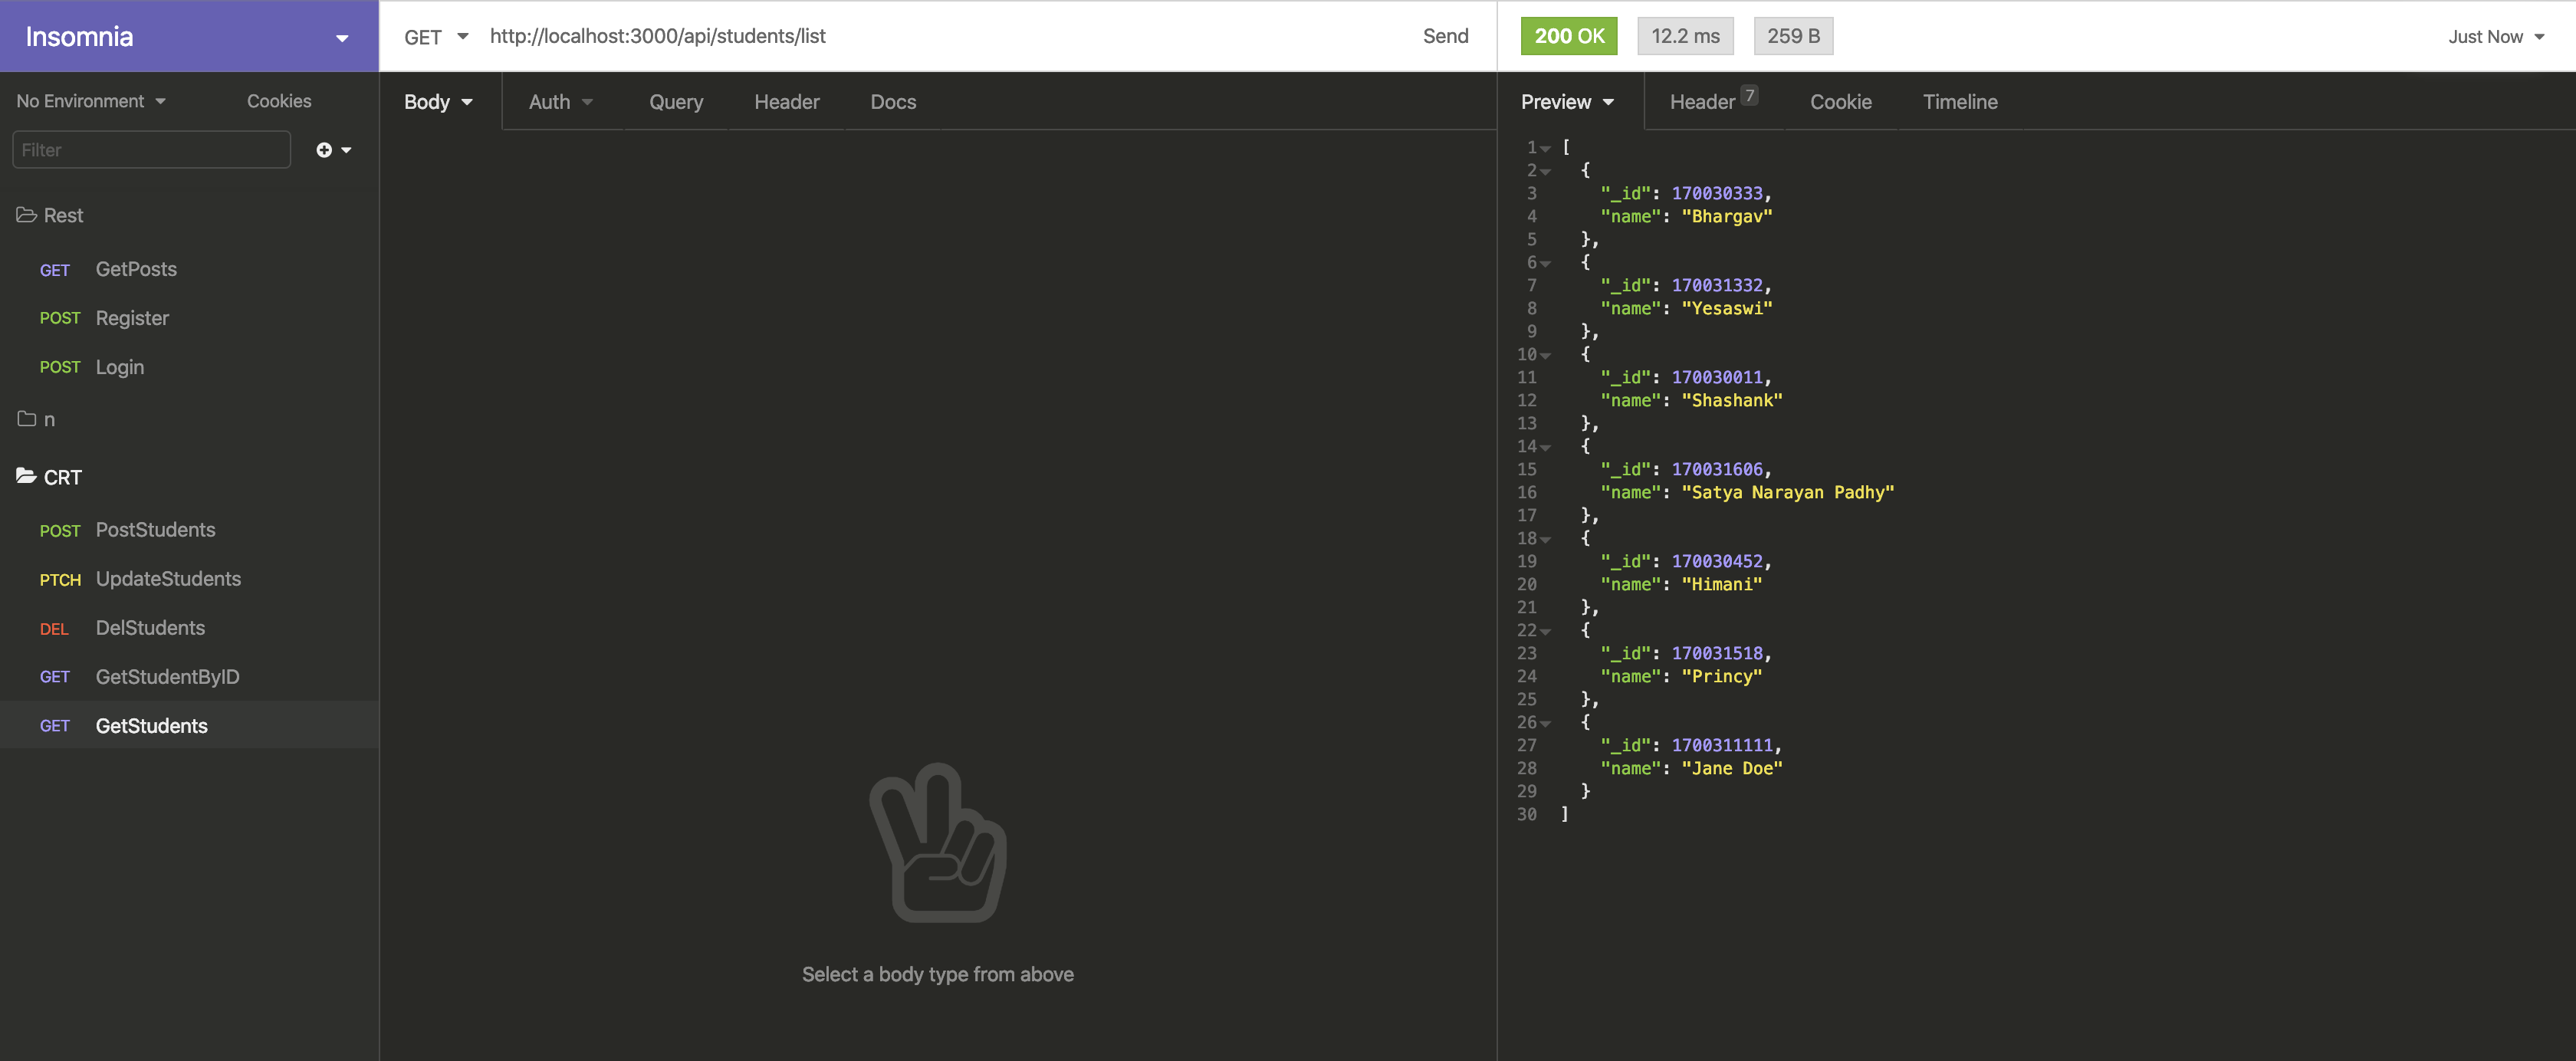 Insomnia
GET http://localhost:3000/api/students/list Send
200 OK 12.2 ms 259 B Just Now
No Environment Cookies
Filter
Rest
GET GetPosts
POST Register
POST Login
n
CRT
POST PostStudents
PTCH UpdateStudents
DEL DelStudents
GET GetStudentByID
GET GetStudents
Body Auth Query Header Docs
Select a body type from above
Preview Header 7 Cookie Timeline
1 [
2 {
3 "_id": 170030333,
4 "name": "Bhargav"
5 },
6 {
7 "_id": 170031332,
8 "name": "Yesaswi"
9 },
10 {
11 "_id": 170030011,
12 "name": "Shashank"
13 },
14 {
15 "_id": 170031606,
16 "name": "Satya Narayan Padhy"
17 },
18 {
19 "_id": 170030452,
20 "name": "Himani"
21 },
22 {
23 "_id": 170031518,
24 "name": "Princy"
25 },
26 {
27 "_id": 1700311111,
28 "name": "Jane Doe"
29 }
30 ]